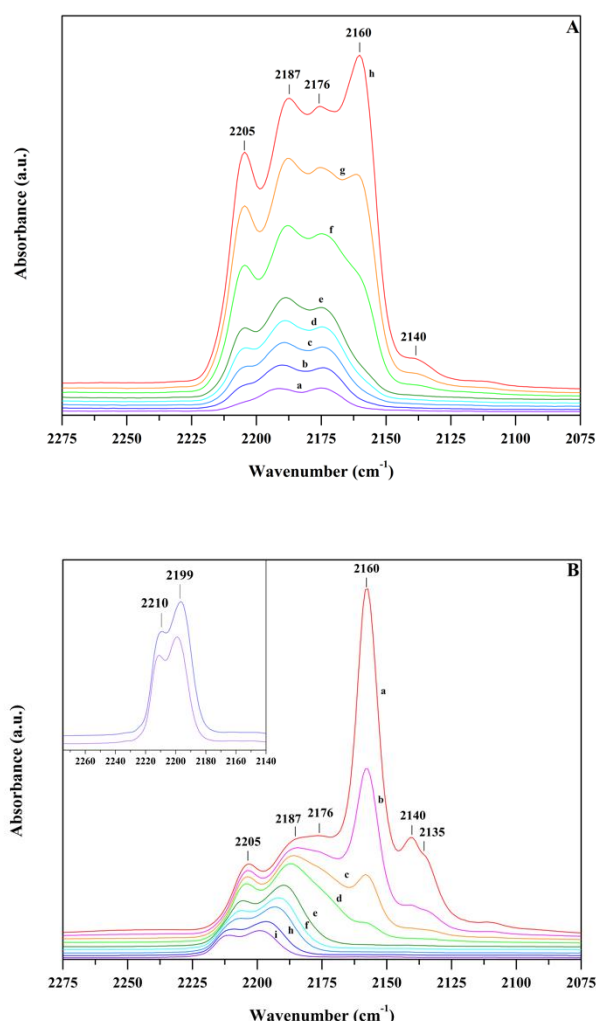 A
2160
2187
2176
2205
2140
h
g
f
e
d
c
b
a
Absorbance (a.u.)
2275 2250 2225 2200 2175 2150 2125 2100 2075
Wavenumber (cm-1)
B
2160
2199
2210
2260 2240 2220 2200 2180 2160 2140
2187 2176
2205
2140
2135
a
b
c
d
e
f
h
i
Absorbance (a.u.)
2275 2250 2225 2200 2175 2150 2125 2100 2075
Wavenumber (cm-1)